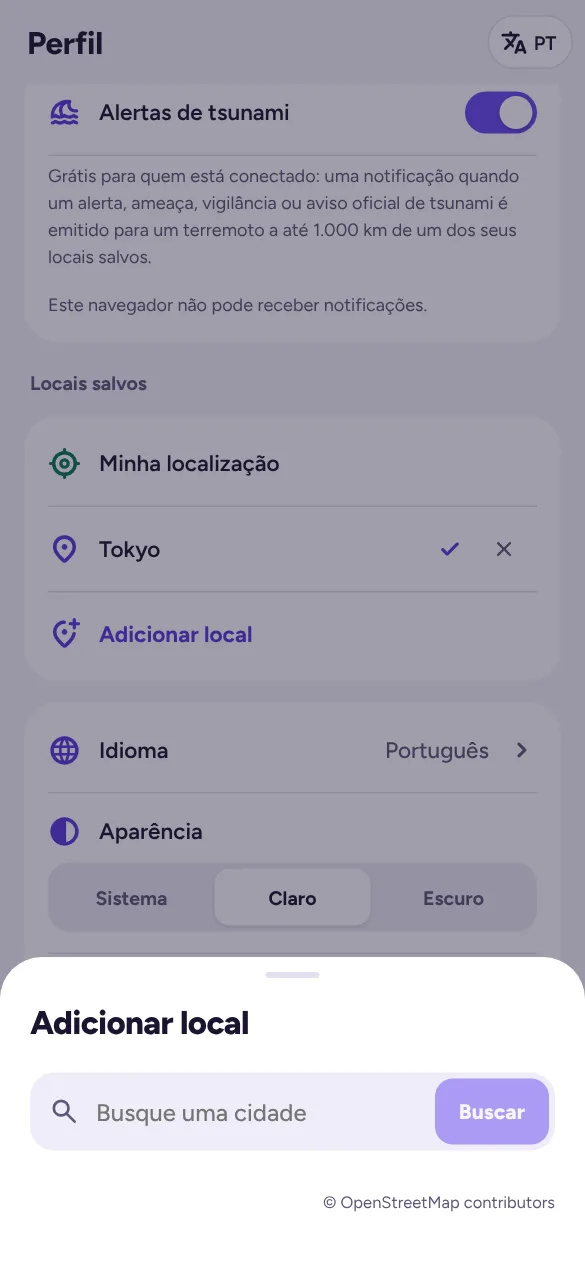 Perfil
PT
Alertas de tsunami
Grátis para quem está conectado: uma notificação quando
um alerta, ameaça, vigilância ou aviso oficial de tsunami é
emitido para um terremoto a até 1.000 km de um dos seus
locais salvos.
Este navegador não pode receber notificações.
Locais salvos
Minha localização
Tokyo
Adicionar local
Idioma
Português
Aparência
Sistema
Claro
Escuro
Adicionar local
Busque uma cidade
Buscar
© OpenStreetMap contributors